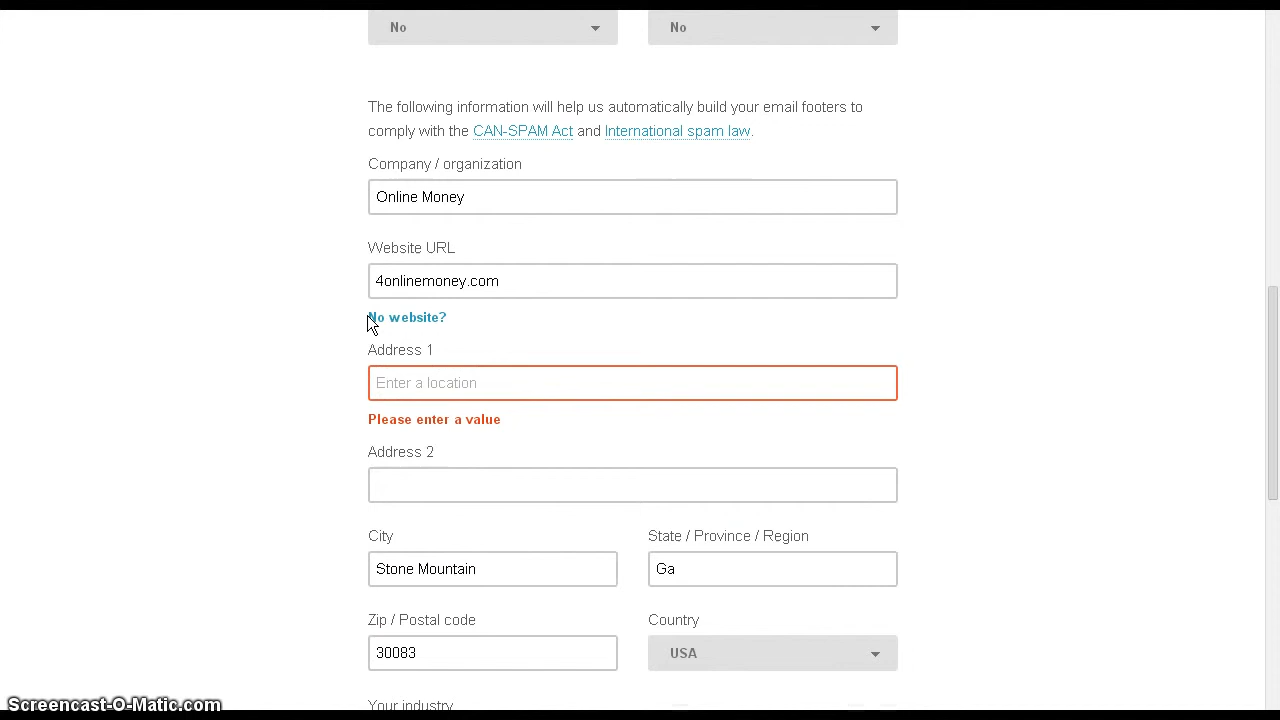 No No
The following information will help us automatically build your email footers to
comply with the CAN-SPAM Act and International spam law.
Company / organization
Online Money
Website URL
4onlinemoney.com
No website?
Address 1
Enter a location
Please enter a value
Address 2
City State / Province / Region
Stone Mountain Ga
Zip / Postal code Country
30083 USA
Your industry
Screencast-O-Matic.com